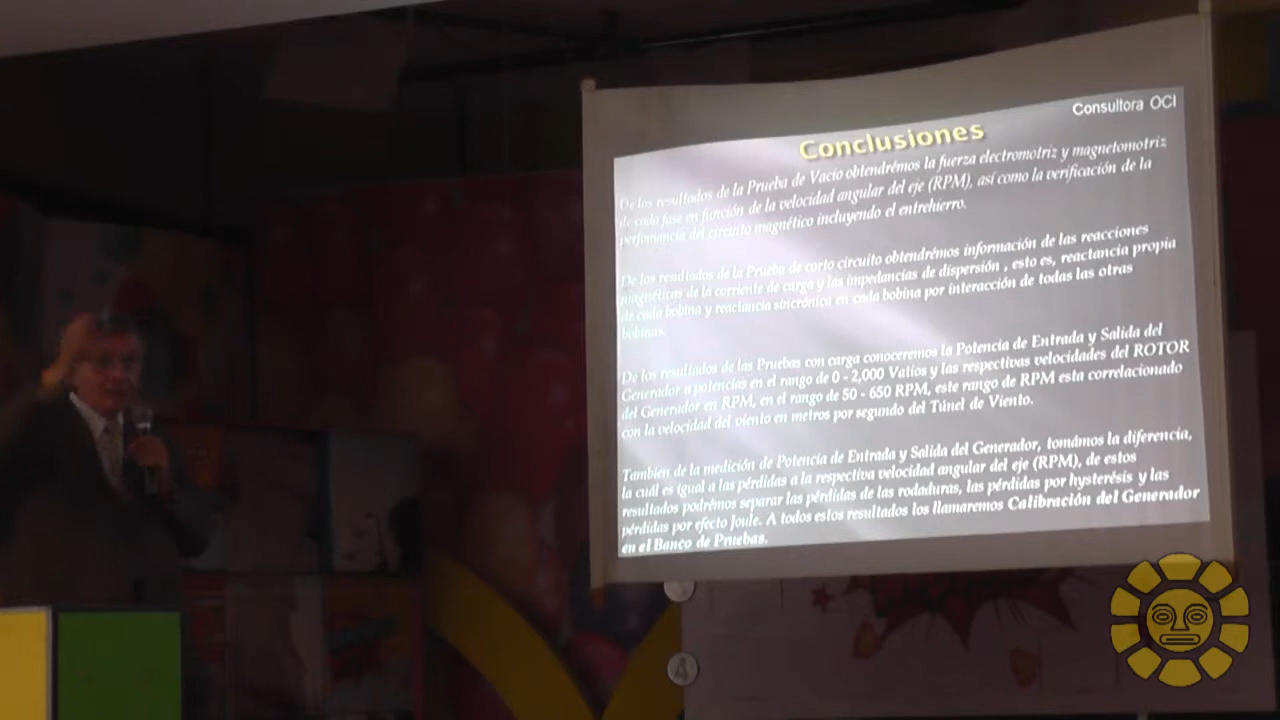 Consultora OCI
Conclusiones
De los resultados de la Prueba de Vacío obtendrémos la fuerza electromotriz y magnetomotriz
de cada fase en función de la velocidad angular del eje (RPM), así como la verificación de la
perfomancia del circuito magnético incluyendo el entrehierro.
De los resultados de la Prueba de corto circuito obtendrémos información de las reacciones
magnéticas de la corriente de carga y las impedancias de dispersión , esto es, reactancia propia
de cada bobina y reactancia sincrónica en cada bobina por interacción de todas las otras
bobinas.
De los resultados de las Pruebas con carga conoceremos la Potencia de Entrada y Salida del
Generador a potencias en el rango de 0 - 2,000 Vatios y las respectivas velocidades del ROTOR
del Generador en RPM, en el rango de 50 - 650 RPM, este rango de RPM esta correlacionado
con la velocidad del viento en metros por segundo del Túnel de Viento.
También de la medición de Potencia de Entrada y Salida del Generador, tomámos la diferencia,
la cuál es igual a las pérdidas a la respectiva velocidad angular del eje (RPM), de estos
resultados podrémos separar las pérdidas de las rodaduras, las pérdidas por hysterésis y las
pérdidas por efecto Joule. A todos estos resultados los llamaremos Calibración del Generador
en el Banco de Pruebas.
4